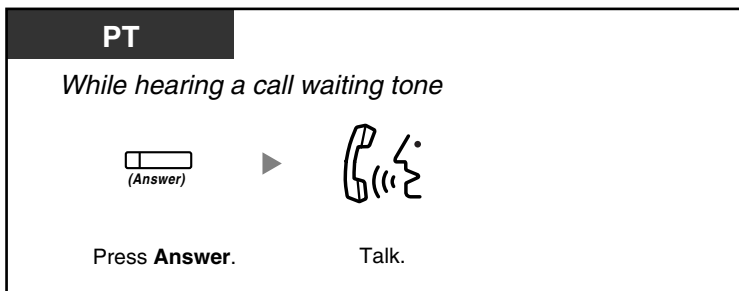 PT
While hearing a call waiting tone
(Answer)
Press Answer.
Talk.